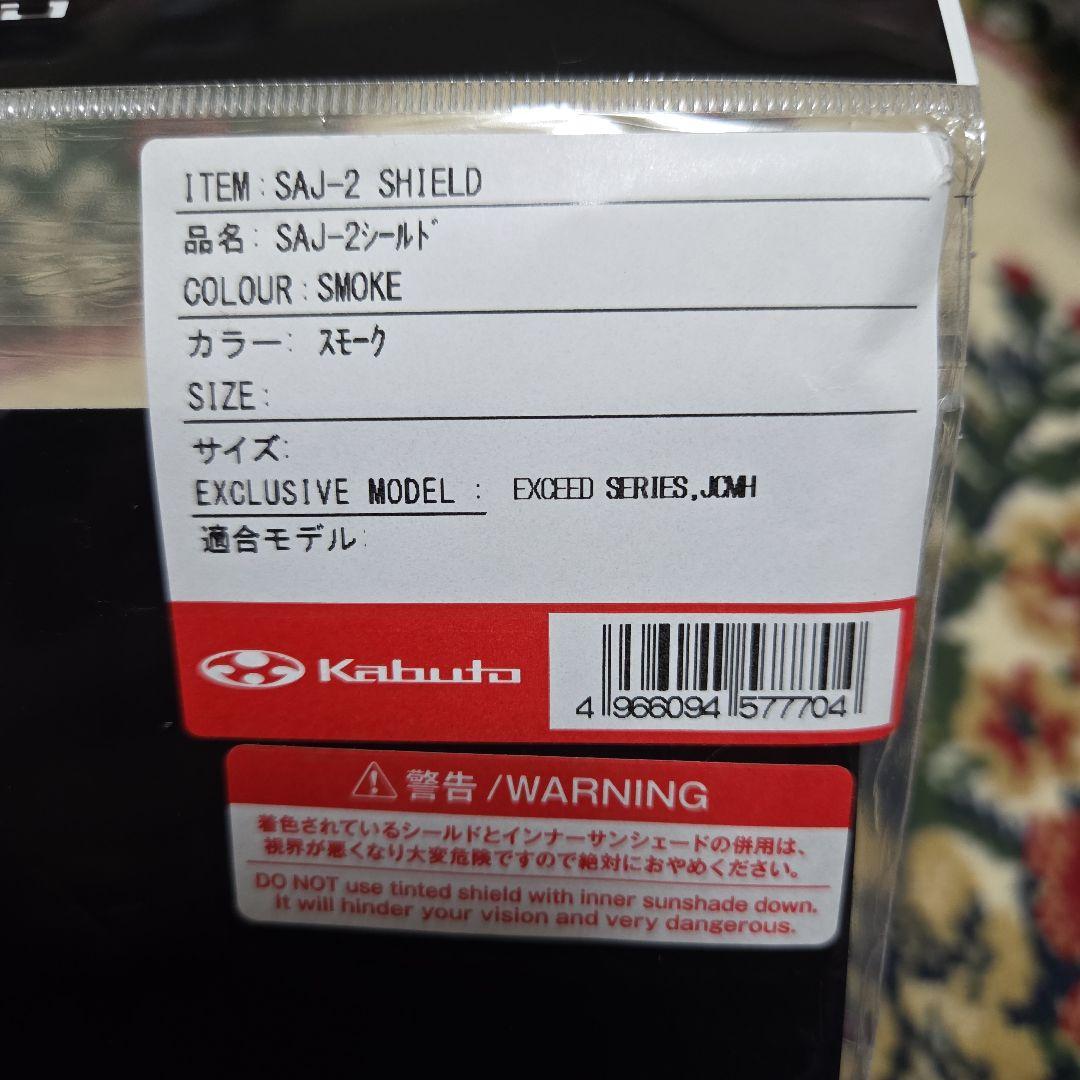 ITEM:SAJ-2 SHIELD
品名: SAJ-2ｼｰﾙﾄﾞ
COLOUR:SMOKE
カラー: ｽﾓｰｸ
SIZE:
サイズ:
EXCLUSIVE MODEL : EXCEED SERIES,JCMH
適合モデル:
Kabuto
4 966094 577704
警告/WARNING
着色されているシールドとインナーサンシェードの併用は、
視界が悪くなり大変危険ですので絶対におやめください。
DO NOT use tinted shield with inner sunshade down.
It will hinder your vision and very dangerous.